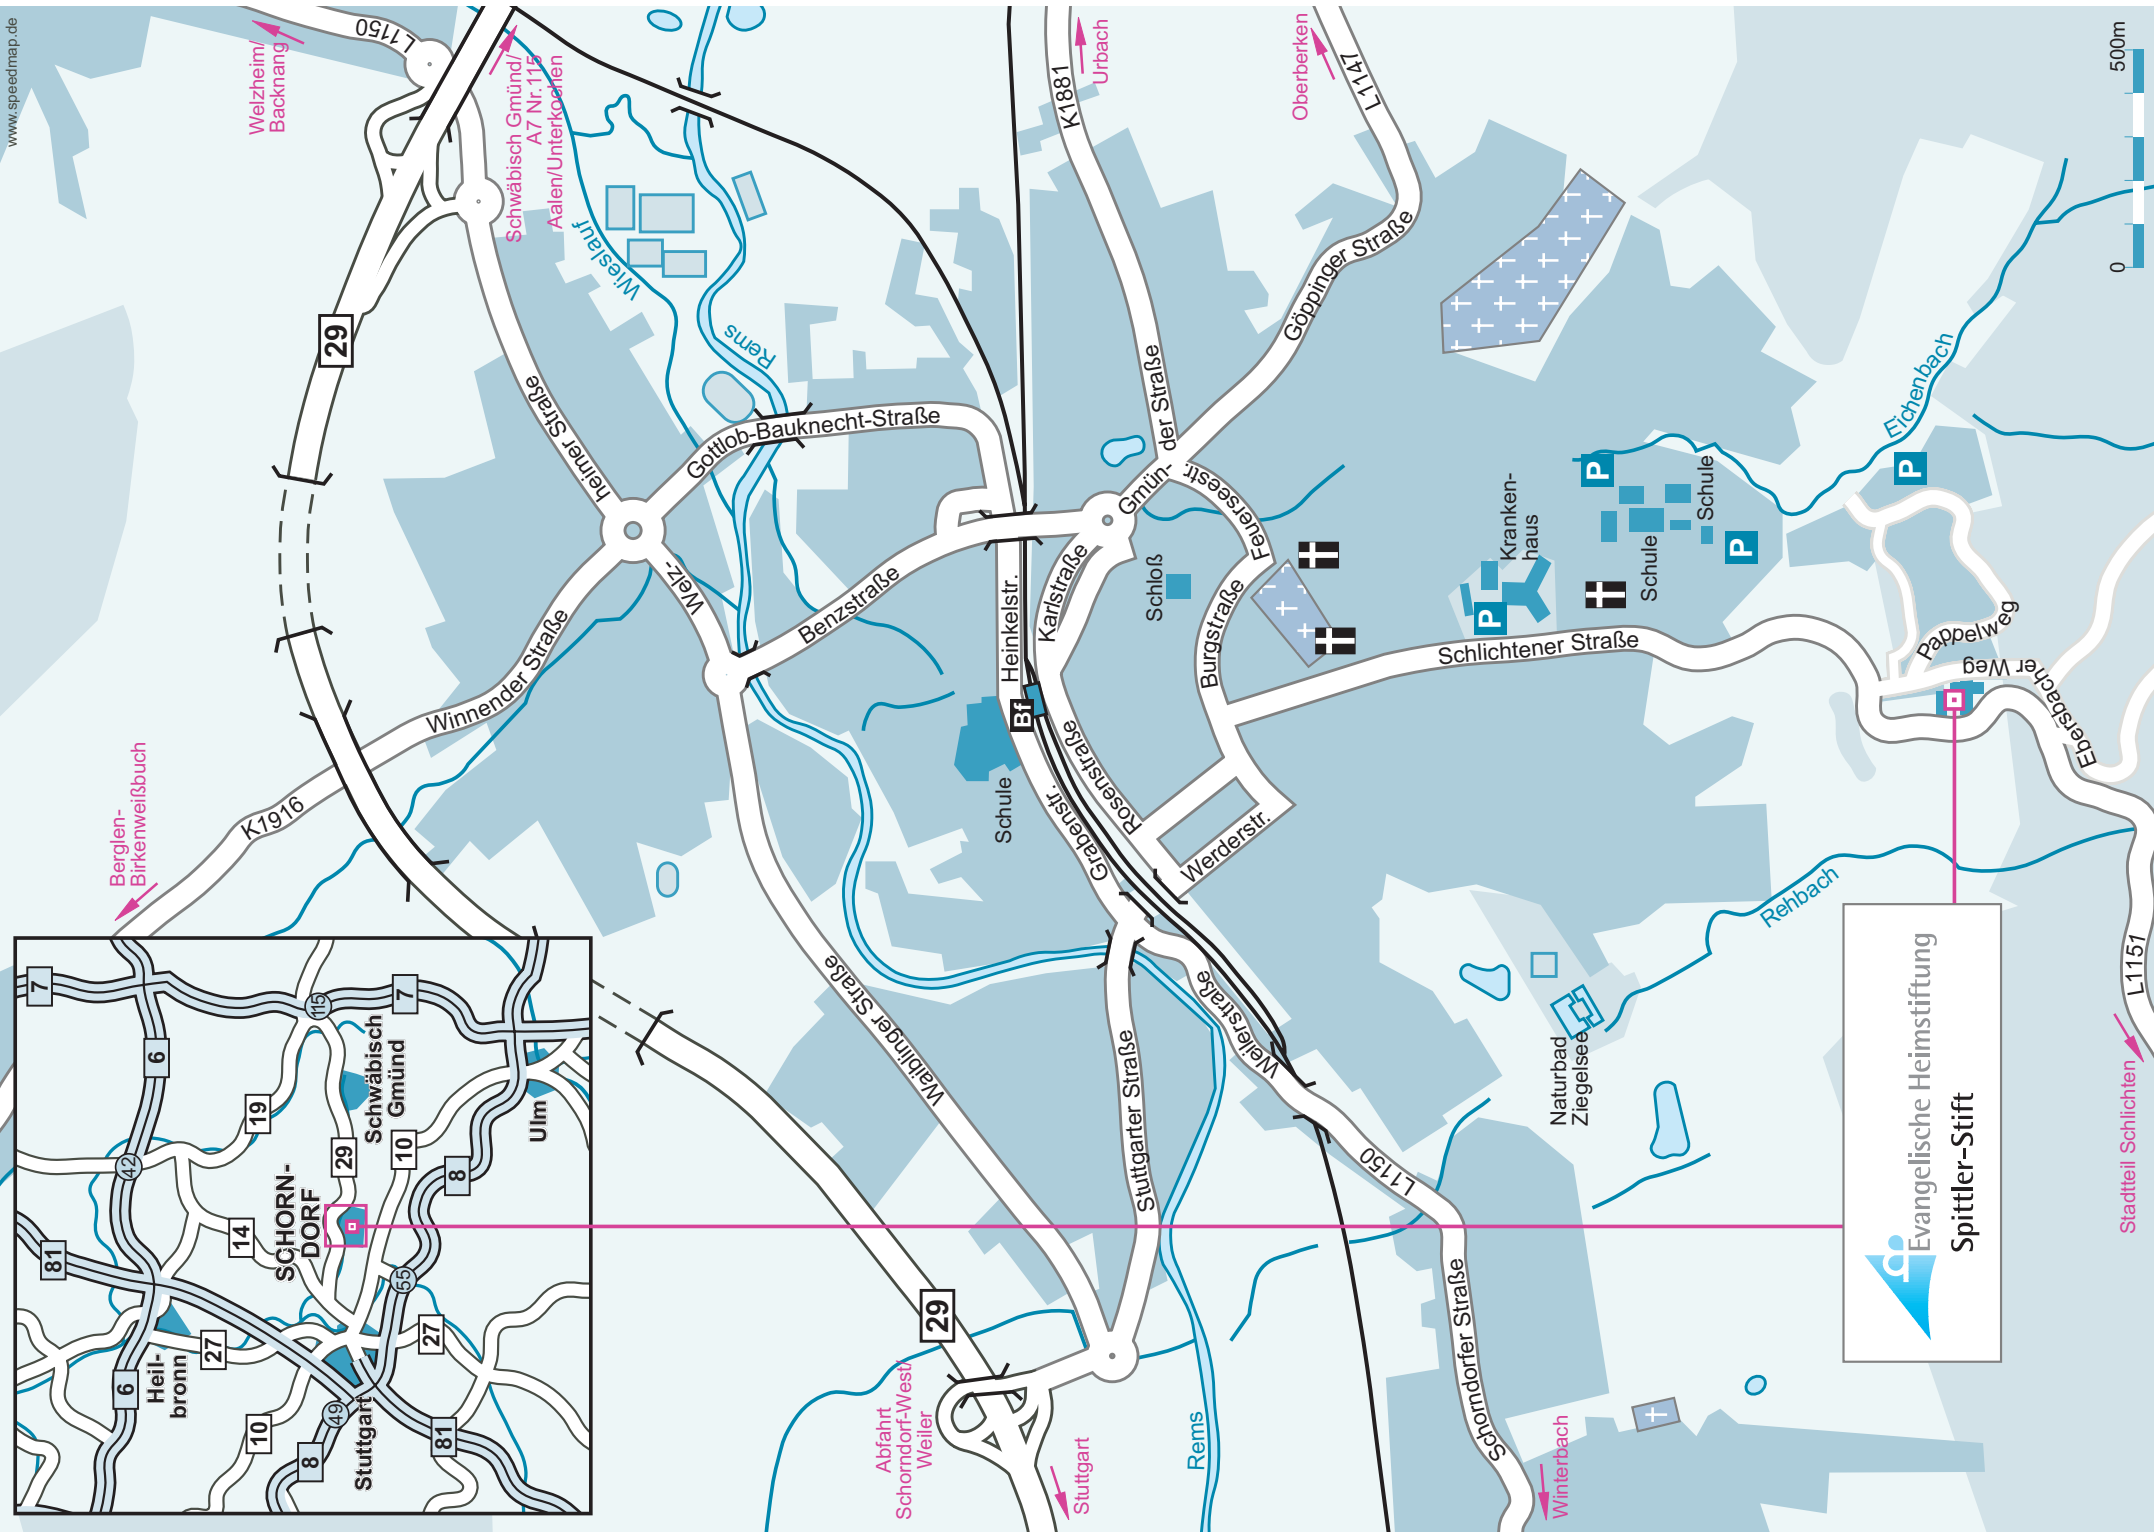 www.speedmap.de
Welzheim/
Backnang
L1150
Schwäbisch Gmünd/
A7 Nr.115
Aalen/Unterkochen
29
K1881
Urbach
Oberberken
L1147
500m
0
Wieslauf
Rems
Göppinger Straße
Gmün-
der Straße
Welz-
heimer Straße
Gottlob-Bauknecht-Straße
Eichenbach
P
P
P
P
Schule
Schule
Kranken-
haus
Feuerseestr.
Benzstraße
Winnender Straße
Heinkelstr.
Karlstraße
Schloß
Burgstraße
Schlichtener Straße
Pappelweg
Ebersbacher Weg
Bf
Schule
Grabenstr.
Rosenstraße
Werderstr.
K1916
Berglen-
Birkenweißbuch
Rehbach
L1151
Stadtteil Schlichten
Naturbad
Ziegelsee
Waiblinger Straße
Stuttgarter Straße
Weilerstraße
L1150
Schorndorfer Straße
Winterbach
Rems
29
Abfahrt
Schorndorf-West/
Weiler
Stuttgart
Evangelische Heimstiftung
Spittler-Stift
7
6
115
7
19
Schwäbisch
Gmünd
29
10
Ulm
8
42
SCHORN-
DORF
14
81
55
27
27
Heil-
bronn
6
10
49
8
Stuttgart
81